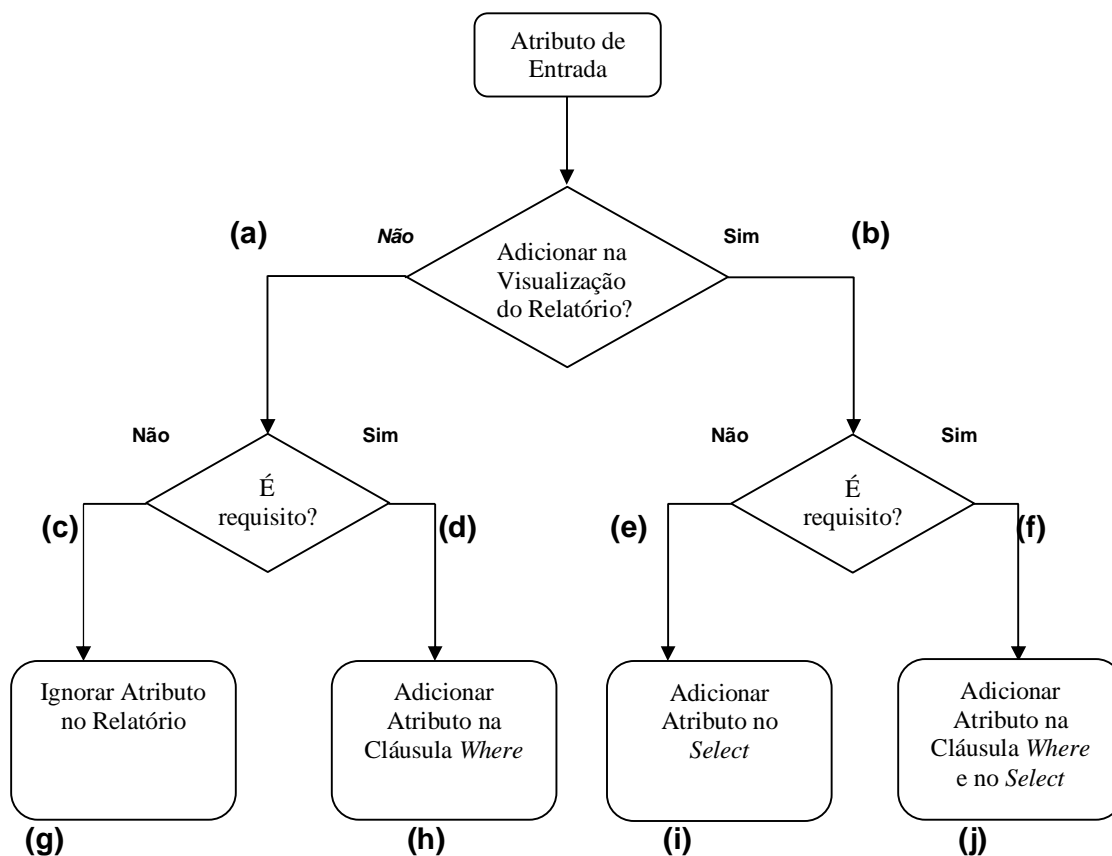 Atributo de
Entrada
(a)
Não
Sim
(b)
Adicionar na
Visualização
do Relatório?
Não
Sim
Não
Sim
É
requisito?
É
requisito?
(c)
(d)
(e)
(f)
Ignorar Atributo
no Relatório
Adicionar
Atributo na
Cláusula Where
Adicionar
Atributo no
Select
Adicionar
Atributo na
Cláusula Where
e no Select
(g)
(h)
(i)
(j)